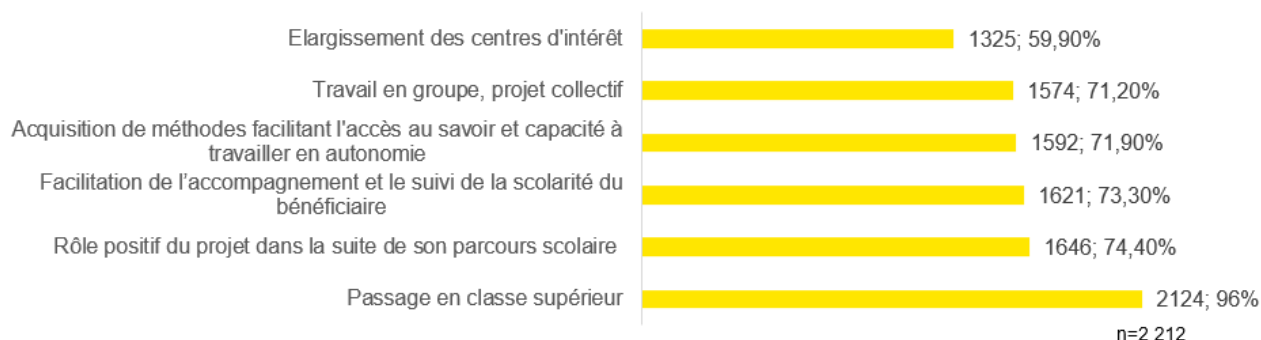 Elargissement des centres d'intérêt
1325; 59,90%
Travail en groupe, projet collectif
1574; 71,20%
Acquisition de méthodes facilitant l'accès au savoir et capacité à
travailler en autonomie
1592; 71,90%
Facilitation de l’accompagnement et le suivi de la scolarité du
bénéficiaire
1621; 73,30%
Rôle positif du projet dans la suite de son parcours scolaire
1646; 74,40%
Passage en classe supérieur
2124; 96%
n=2 212